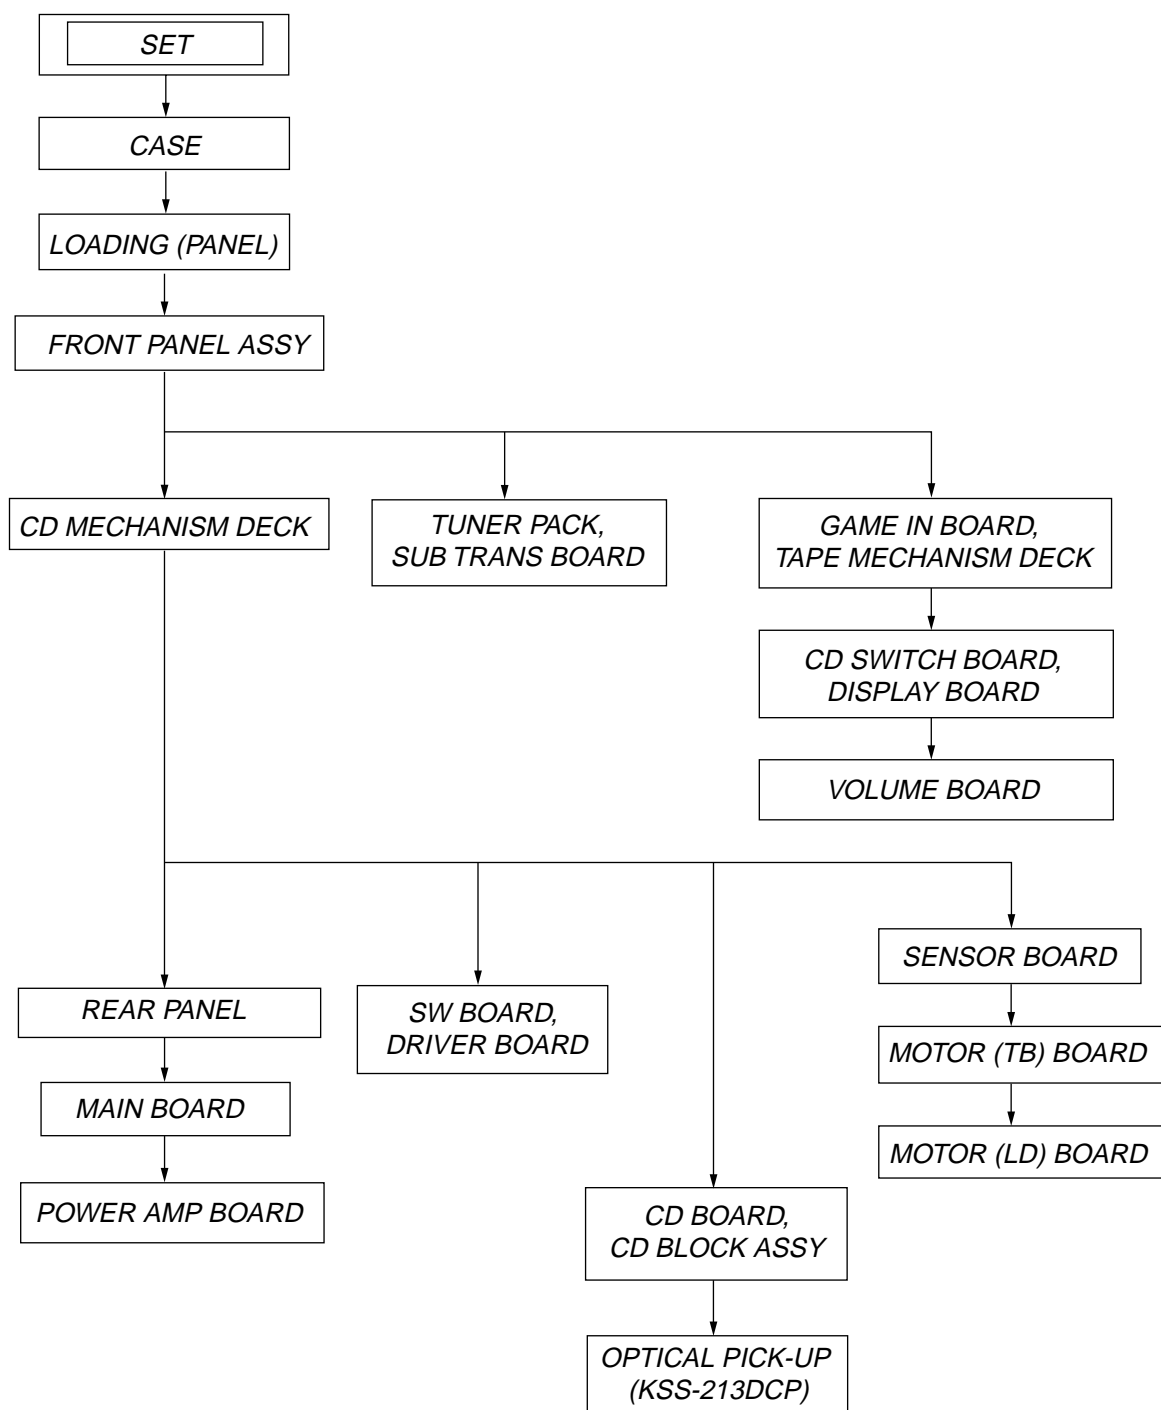 SET
CASE
LOADING (PANEL)
FRONT PANEL ASSY
CD MECHANISM DECK
TUNER PACK,
SUB TRANS BOARD
GAME IN BOARD,
TAPE MECHANISM DECK
CD SWITCH BOARD,
DISPLAY BOARD
VOLUME BOARD
REAR PANEL
MAIN BOARD
POWER AMP BOARD
SW BOARD,
DRIVER BOARD
CD BOARD,
CD BLOCK ASSY
OPTICAL PICK-UP
(KSS-213DCP)
SENSOR BOARD
MOTOR (TB) BOARD
MOTOR (LD) BOARD